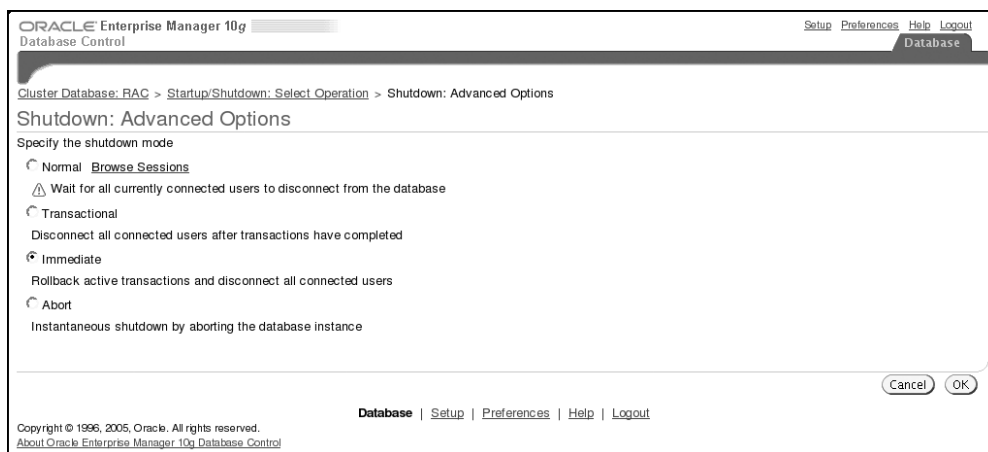 ORACLE Enterprise Manager 10g
Database Control
Setup Preferences Help Logout
Database
Cluster Database: RAC > Startup/Shutdown: Select Operation > Shutdown: Advanced Options
Shutdown: Advanced Options
Specify the shutdown mode
Normal Browse Sessions
Wait for all currently connected users to disconnect from the database
Transactional
Disconnect all connected users after transactions have completed
Immediate
Rollback active transactions and disconnect all connected users
Abort
Instantaneous shutdown by aborting the database instance
Cancel OK
Database | Setup | Preferences | Help | Logout
Copyright © 1996, 2005, Oracle. All rights reserved.
About Oracle Enterprise Manager 10g Database Control